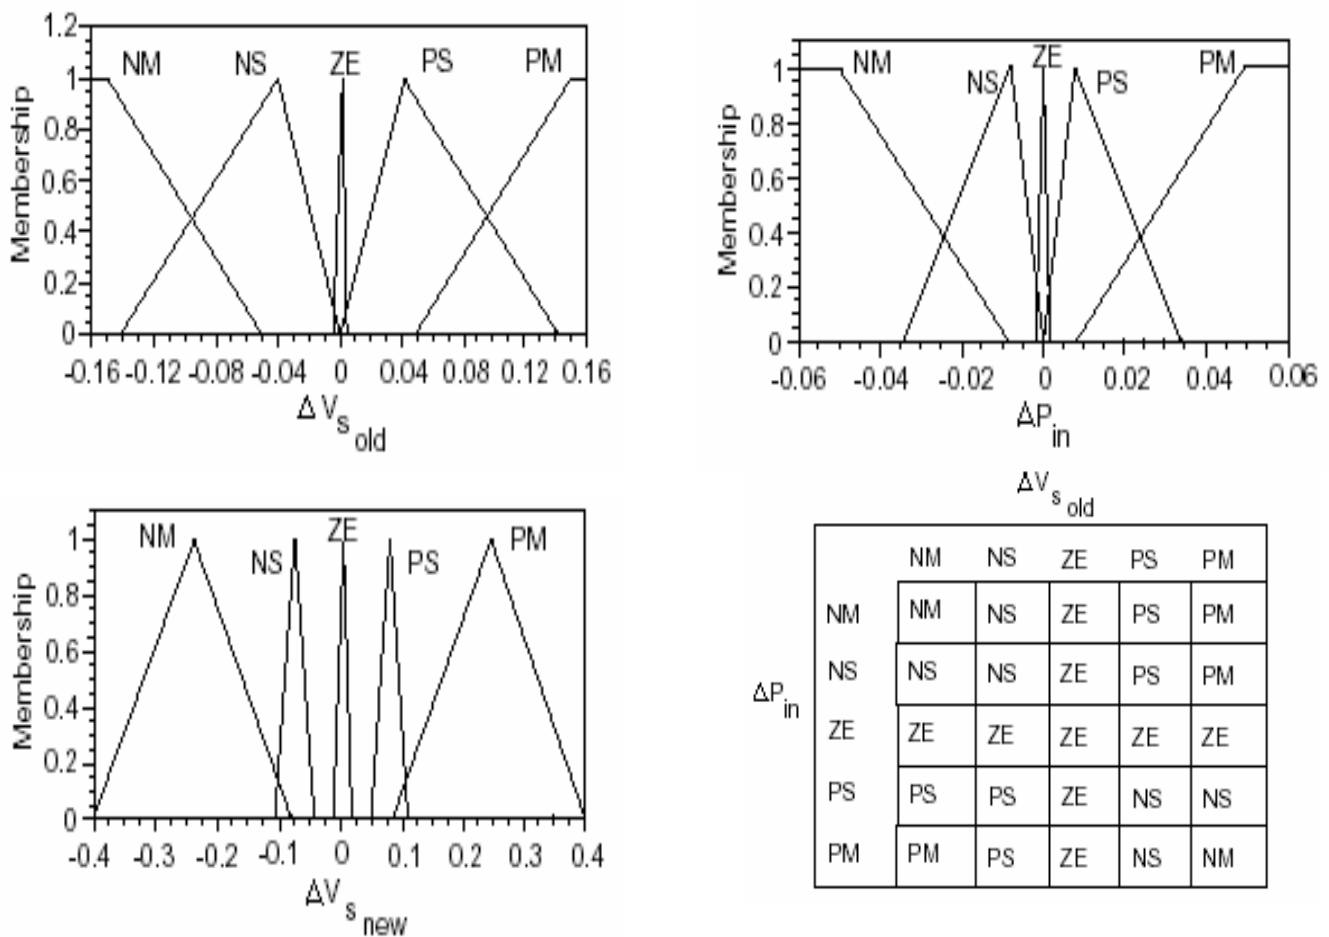 1.2
NM NS ZE PS PM
1
0.8
0.6
0.4
0.2
0
Membership
-0.16 -0.12 -0.08 -0.04 0 0.04 0.08 0.12 0.16
ΔVs old
NM NS ZE PS PM
1
0.8
0.6
0.4
0.2
0
Membership
-0.06 -0.04 -0.02 0 0.02 0.04 0.06
ΔPin
NM NS ZE PS PM
1
0.8
0.6
0.4
0.2
0
Membership
-0.4 -0.3 -0.2 -0.1 0 0.1 0.2 0.3 0.4
ΔVs new
ΔVs old
NM NS ZE PS PM
NM NM NS ZE PS PM
NS NS NS ZE PS PM
ΔPin
ZE ZE ZE ZE ZE ZE
PS PS PS ZE NS NS
PM PM PS ZE NS NM